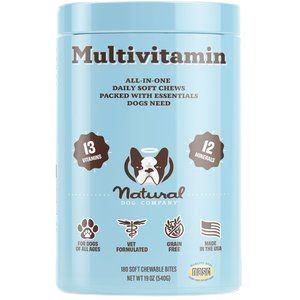 Multivitamin
ALL-IN-ONE
DAILY SOFT CHEWS
PACKED WITH ESSENTIALS
DOGS NEED
13
VITAMINS
12
MINERALS
Natural
DOG COMPANY
FOR DOGS
OF ALL AGES
VET
FORMULATED
GRAIN
FREE
MADE
IN THE USA
180 SOFT CHEWABLE BITES
NET WT 19 OZ (540G)